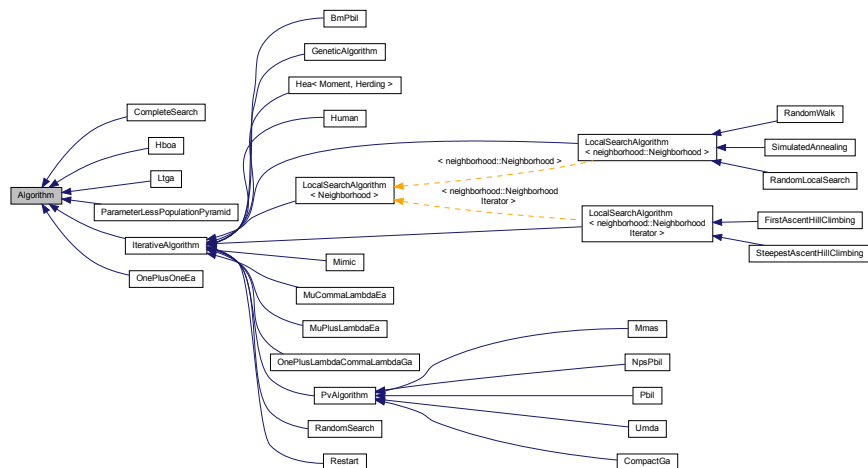 BmPbil
GeneticAlgorithm
Hea< Moment, Herding >
Human
CompleteSearch
Hboa
Ltga
Algorithm
ParameterLessPopulationPyramid
IterativeAlgorithm
OnePlusOneEa
LocalSearchAlgorithm
< Neighborhood >
< neighborhood::Neighborhood >
< neighborhood::Neighborhood
Iterator >
LocalSearchAlgorithm
< neighborhood::Neighborhood >
RandomWalk
SimulatedAnnealing
RandomLocalSearch
LocalSearchAlgorithm
< neighborhood::Neighborhood
Iterator >
FirstAscentHillClimbing
SteepestAscentHillClimbing
Mimic
MuCommaLambdaEa
MuPlusLambdaEa
OnePlusLambdaCommaLambdaGa
PvAlgorithm
RandomSearch
Restart
Mmas
NpsPbil
Pbil
Umda
CompactGa